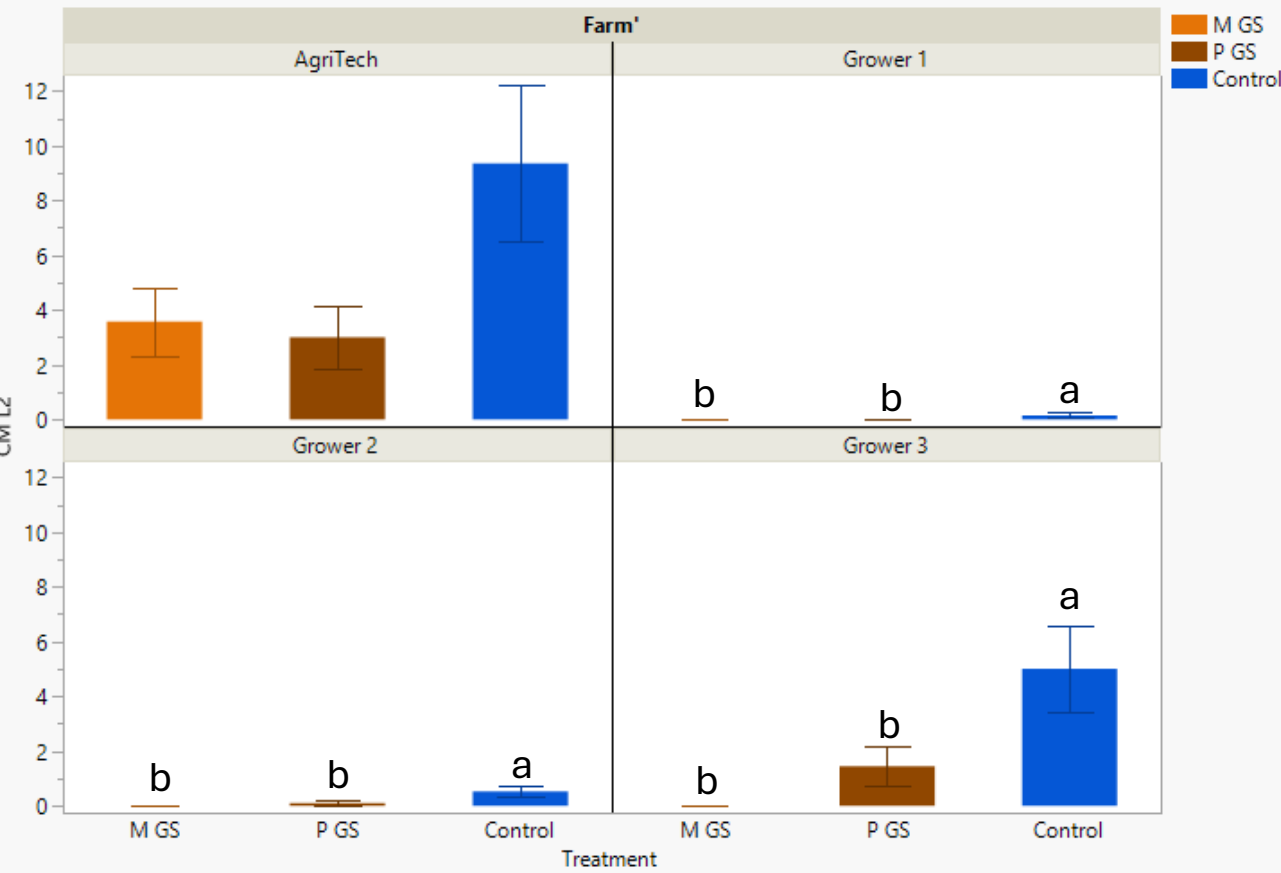 Farm'
M GS
P GS
Control
AgriTech
Grower 1
12
10
8
6
4
2
0
b
b
a
Grower 2
Grower 3
12
10
8
6
4
2
0
b
b
a
b
b
a
M GS
P GS
Control
M GS
P GS
Control
Treatment